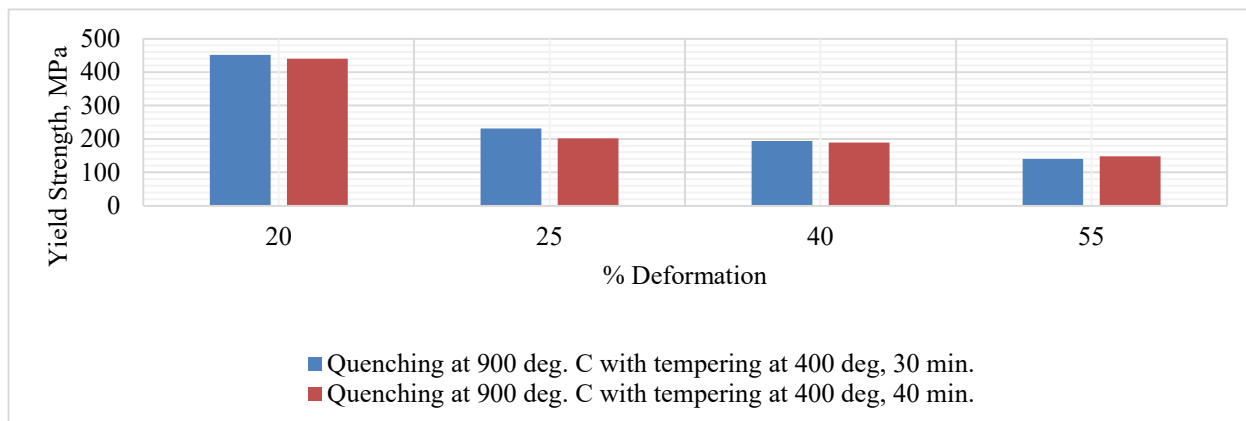 Yield Strength, MPa
500
400
300
200
100
0
20 25 40 55
% Deformation
Quenching at 900 deg. C with tempering at 400 deg, 30 min.
Quenching at 900 deg. C with tempering at 400 deg, 40 min.